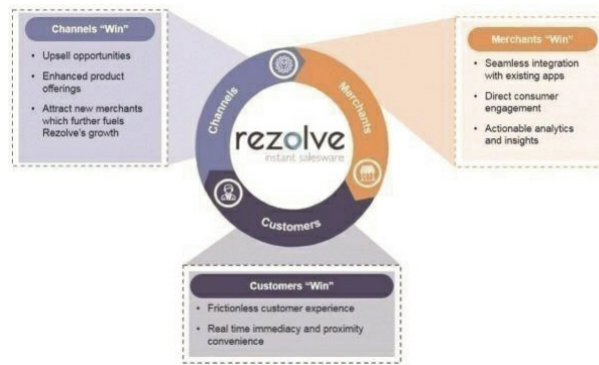 Channels "Win"
• Upsell opportunities
• Enhanced product
offerings
• Attract new merchants
which further fuels
Rezolve's growth
Merchants "Win"
• Seamless integration
with existing apps
• Direct consumer
engagement
• Actionable analytics
and insights
Channels
Merchants
rezolve
instant salesware
Customers
Customers "Win"
• Frictionless customer experience
• Real time immediacy and proximity
convenience